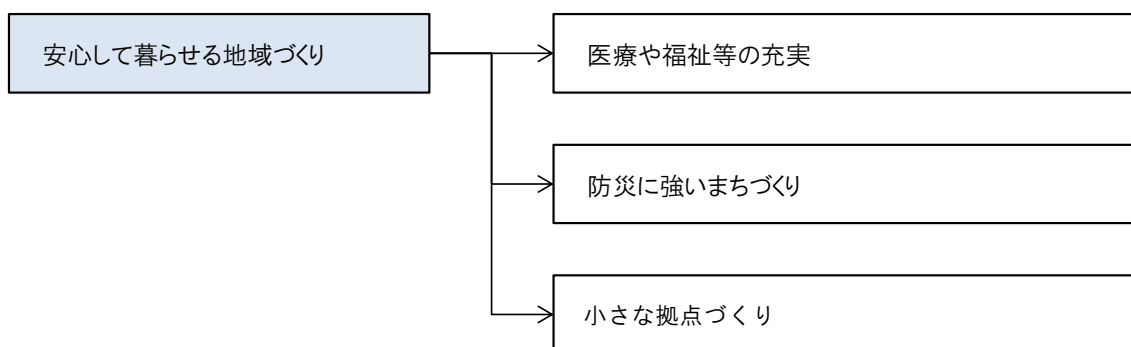 安心して暮らせる地域づくり
医療や福祉等の充実
防災に強いまちづくり
小さな拠点づくり